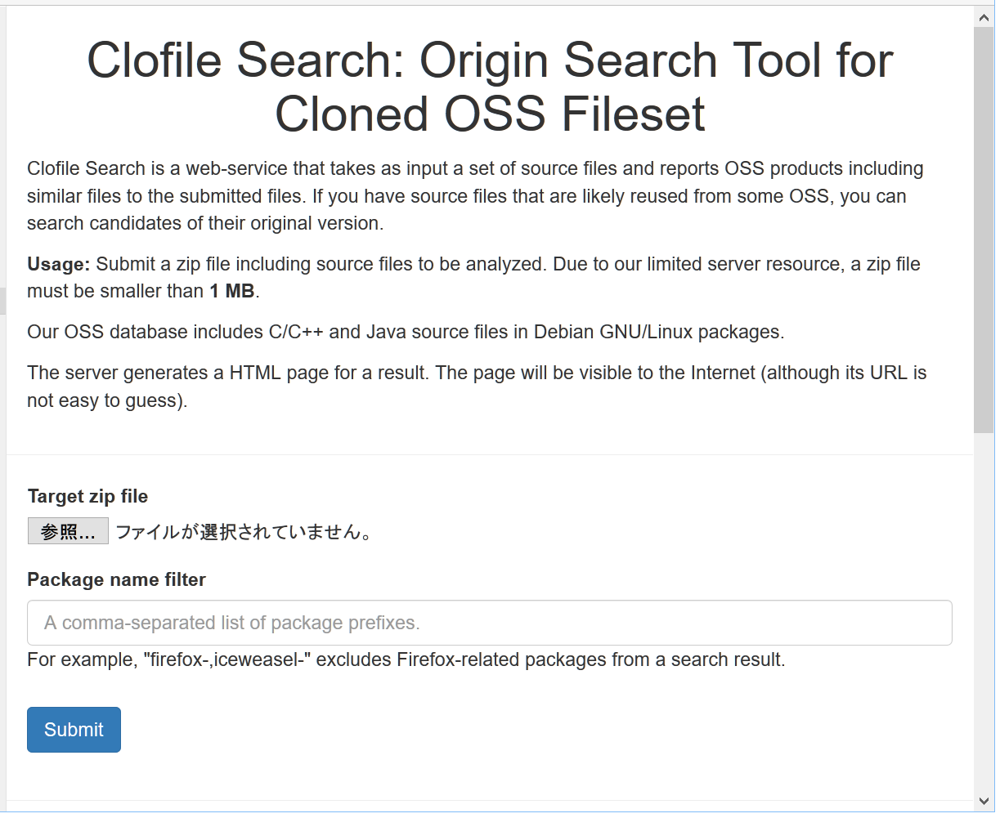 Clofile Search: Origin Search Tool for
Cloned OSS Fileset
Clofile Search is a web-service that takes as input a set of source files and reports OSS products including
similar files to the submitted files. If you have source files that are likely reused from some OSS, you can
search candidates of their original version.
Usage: Submit a zip file including source files to be analyzed. Due to our limited server resource, a zip file
must be smaller than 1 MB.
Our OSS database includes C/C++ and Java source files in Debian GNU/Linux packages.
The server generates a HTML page for a result. The page will be visible to the Internet (although its URL is
not easy to guess).
Target zip file
参照... ファイルが選択されていません。
Package name filter
A comma-separated list of package prefixes.
For example, "firefox-,iceweasel-" excludes Firefox-related packages from a search result.
Submit